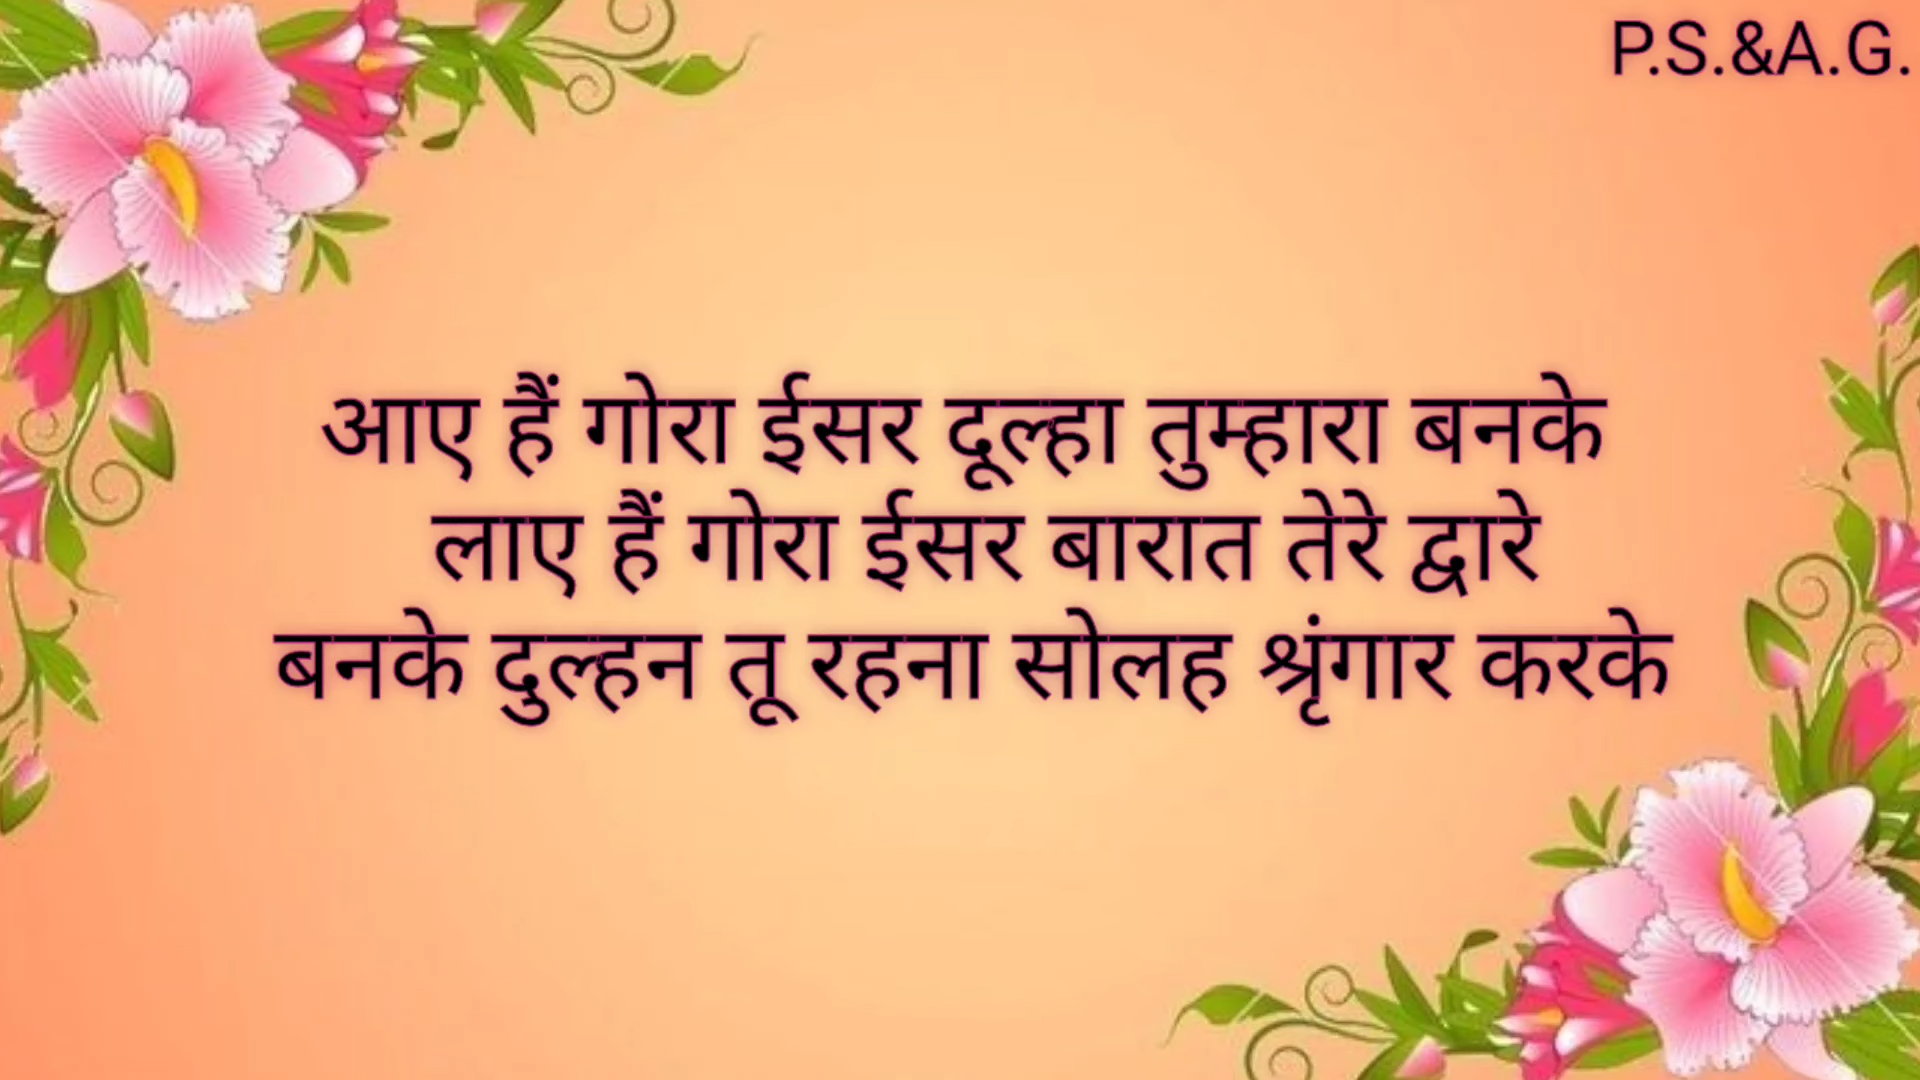 P.S.&A.G.
आए हैं गोरा ईसर दूल्हा तुम्हारा बनके
लाए हैं गोरा ईसर बारात तेरे द्वारे
बनके दुल्हन तू रहना सोलह श्रृंगार करके